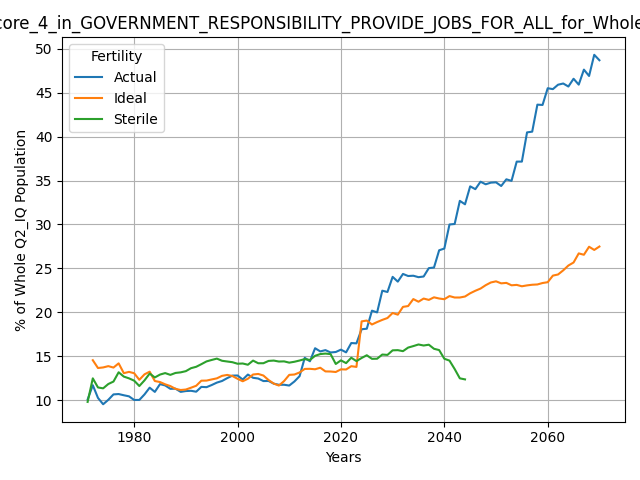 core_4_in_GOVERNMENT_RESPONSIBILITY_PROVIDE_JOBS_FOR_ALL_for_Whole
Fertility
Actual
Ideal
Sterile
50
45
40
35
30
25
20
15
10
% of Whole Q2_IQ Population
1980
2000
2020
2040
2060
Years